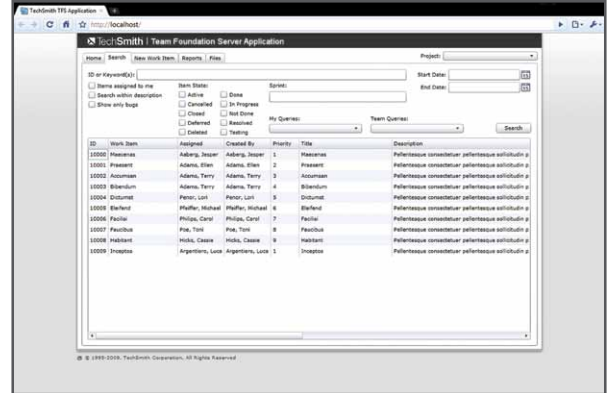 TechSmith TFS Application
http://localhost/
TechSmith | Team Foundation Server Application
Home Search New Work Item Reports Files Project:
ID or Keyword(s): Start Date:
Items assigned to me Item State: Sprint: End Date:
Search within description Active Done
Show only bugs Cancelled In Progress
Closed Not Done My Queries: Team Queries:
Deferred Resolved Search
Deleted Testing
ID Work Item Assigned Created By Priority Title Description
10000 Maecenas Aaberg, Jesper Aaberg, Jesper 1 Maecenas Pellentesque consectetuer pellentesque sollicitudin p
10001 Praesent Adams, Ellen Adams, Ellen 2 Praesent Pellentesque consectetuer pellentesque sollicitudin p
10002 Accumsan Adams, Terry Adams, Terry 3 Accumsan Pellentesque consectetuer pellentesque sollicitudin p
10003 Bibendum Adams, Terry Adams, Terry 4 Bibendum Pellentesque consectetuer pellentesque sollicitudin p
10004 Dictumst Penor, Lori Penor, Lori 5 Dictumst Pellentesque consectetuer pellentesque sollicitudin p
10005 Eleifend Pfeiffer, Michael Pfeiffer, Michael 6 Eleifend Pellentesque consectetuer pellentesque sollicitudin p
10006 Facilisi Philips, Carol Philips, Carol 7 Facilisi Pellentesque consectetuer pellentesque sollicitudin p
10007 Faucibus Poe, Toni Poe, Toni 8 Faucibus Pellentesque consectetuer pellentesque sollicitudin p
10008 Habitant Hicks, Cassie Hicks, Cassie 9 Habitant Pellentesque consectetuer pellentesque sollicitudin p
10009 Inceptos Argentiero, Luca Argentiero, Luca 1 Inceptos Pellentesque consectetuer pellentesque sollicitudin p
© 1995-2009, TechSmith Corporation, All Rights Reserved